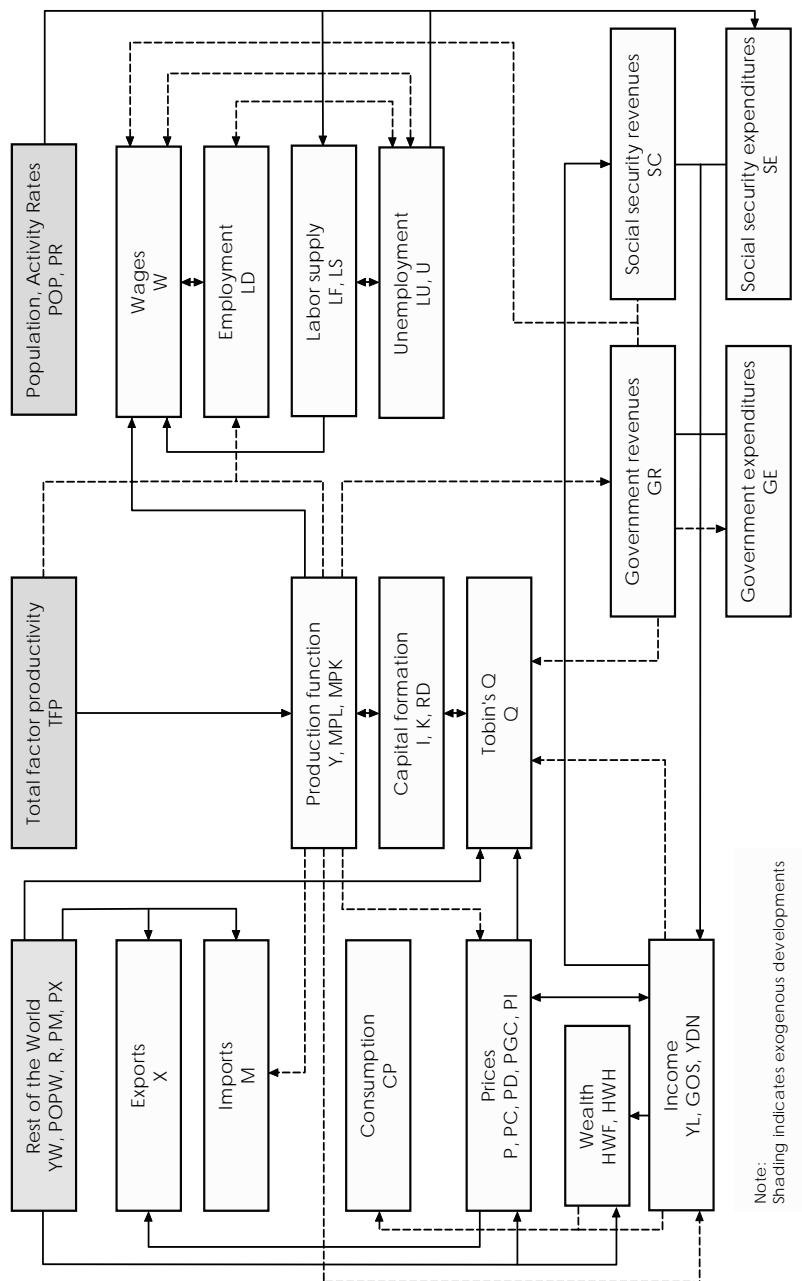 Rest of the World
YW, POPW, R, PM, PX
Total factor productivity
TFP
Population, Activity Rates
POP, PR
Exports
X
Wages
W
Imports
M
Employment
LD
Production function
Y, MPL, MPK
Labor supply
LF, LS
Consumption
CP
Capital formation
I, K, RD
Unemployment
LU, U
Prices
P, PC, PD, PGC, PI
Tobin's Q
Q
Wealth
HWF, HWH
Income
YL, GOS, YDN
Government revenues
GR
Social security revenues
SC
Government expenditures
GE
Social security expenditures
SE
Note:
Shading indicates exogenous developments